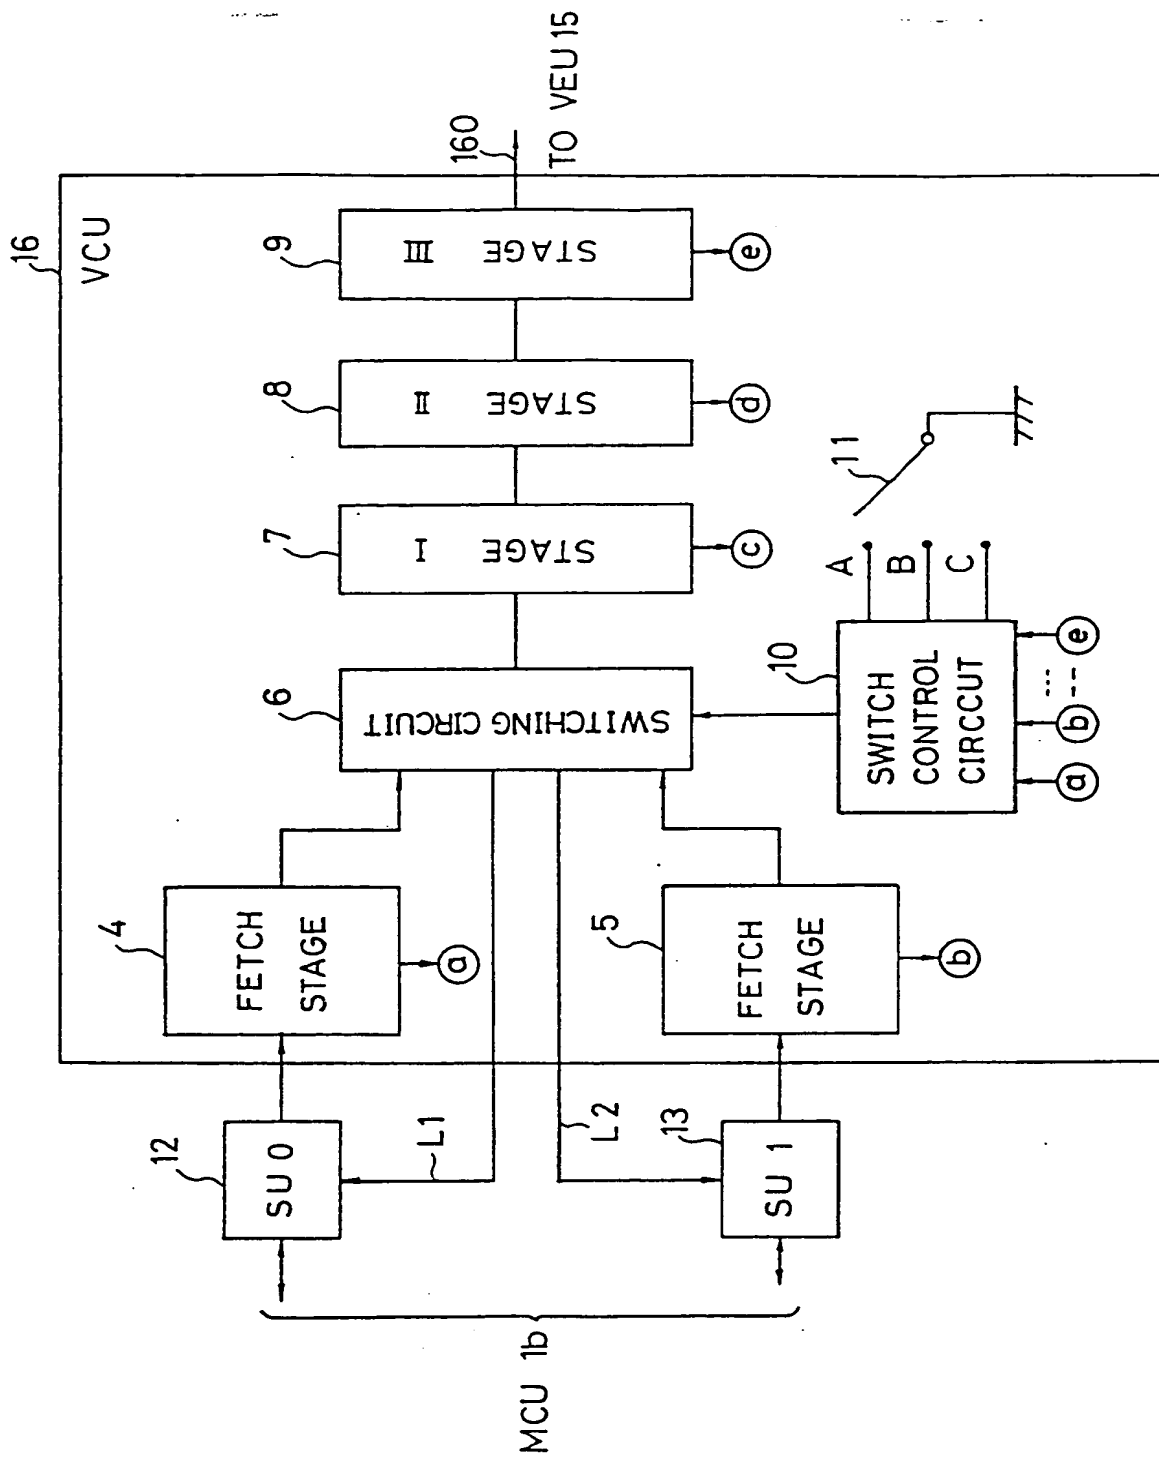 16
VCU
160
TO VEU 15
4
FETCH
STAGE
a
5
FETCH
STAGE
b
6
SWITCHING CIRCUIT
7
STAGE I
c
8
STAGE II
d
9
STAGE III
e
10
SWITCH
CONTROL
CIRCCUT
a
b
e
A
B
C
11
12
SU 0
L1
L2
13
SU 1
MCU 1b